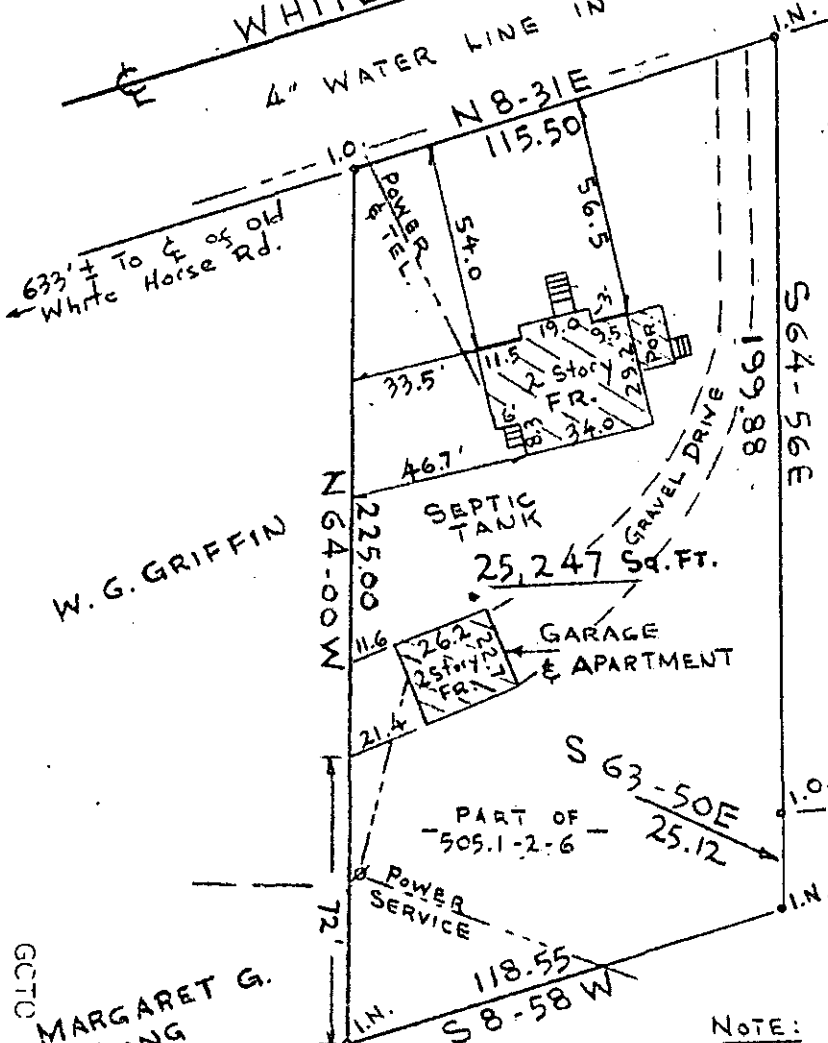 WHITE
4" WATER LINE IN
I.N.
N 8-31E
115.50
I.O.
POWER
& TEL.
54.0
56.5
633'± To ℄ of Old
White Horse Rd.
S 64-56E
199.88
33.5'
11.5
19.0
3'
9.5
29.2
POR.
2 Story
FR.
34.0
8.3
46.7'
GRAVEL DRIVE
SEPTIC
TANK
N 64-00W
225.00
W. G. GRIFFIN
25,247 Sq. FT.
11.6
26.2
22.7
2 Story
FR.
GARAGE
& APARTMENT
21.4
S 63-50E
25.12
I.O.
PART OF
505.1-2-6
POWER
SERVICE
72'
I.N.
118.55
S 8-58 W
I.N.
GCTC
MARGARET G.
NOTE: